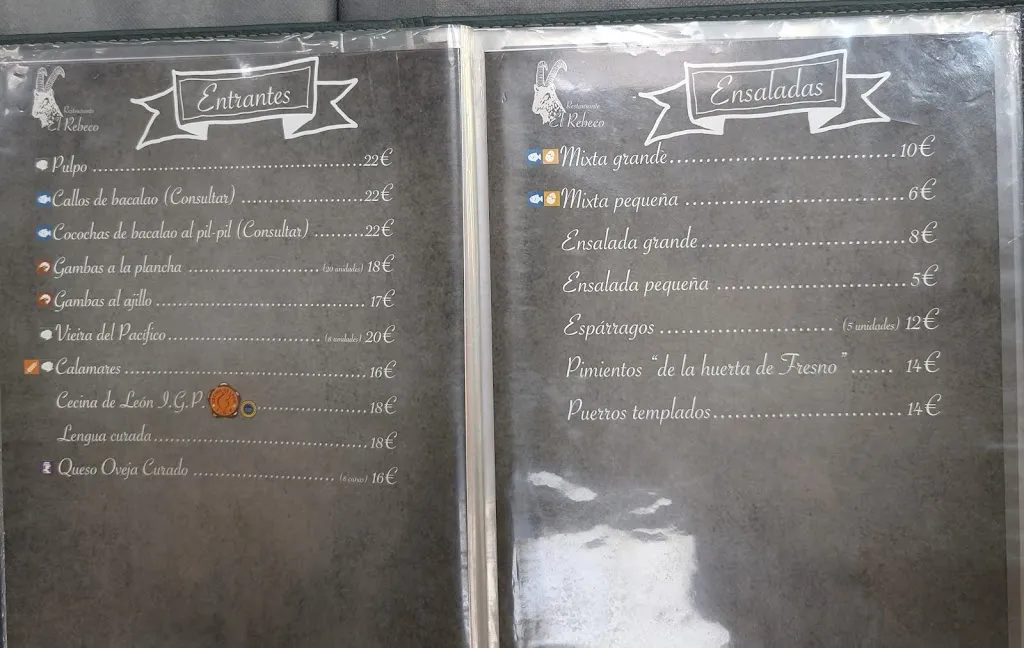 Restaurante
El Rebeco
Entrantes
Pulpo 22€
Callos de bacalao (Consultar) 22€
Cocochas de bacalao al pil-pil (Consultar) 22€
Gambas a la plancha (20 unidades) 18€
Gambas al ajillo 17€
Vieira del Pacífico (8 unidades) 20€
Calamares 16€
Cecina de León I.G.P. 18€
Lengua curada 18€
Queso Oveja Curado 16€
Restaurante
El Rebeco
Ensaladas
Mixta grande 10€
Mixta pequeña 6€
Ensalada grande 8€
Ensalada pequeña 5€
Espárragos (5 unidades) 12€
Pimientos “de la huerta de Fresno” 14€
Puerros templados 14€